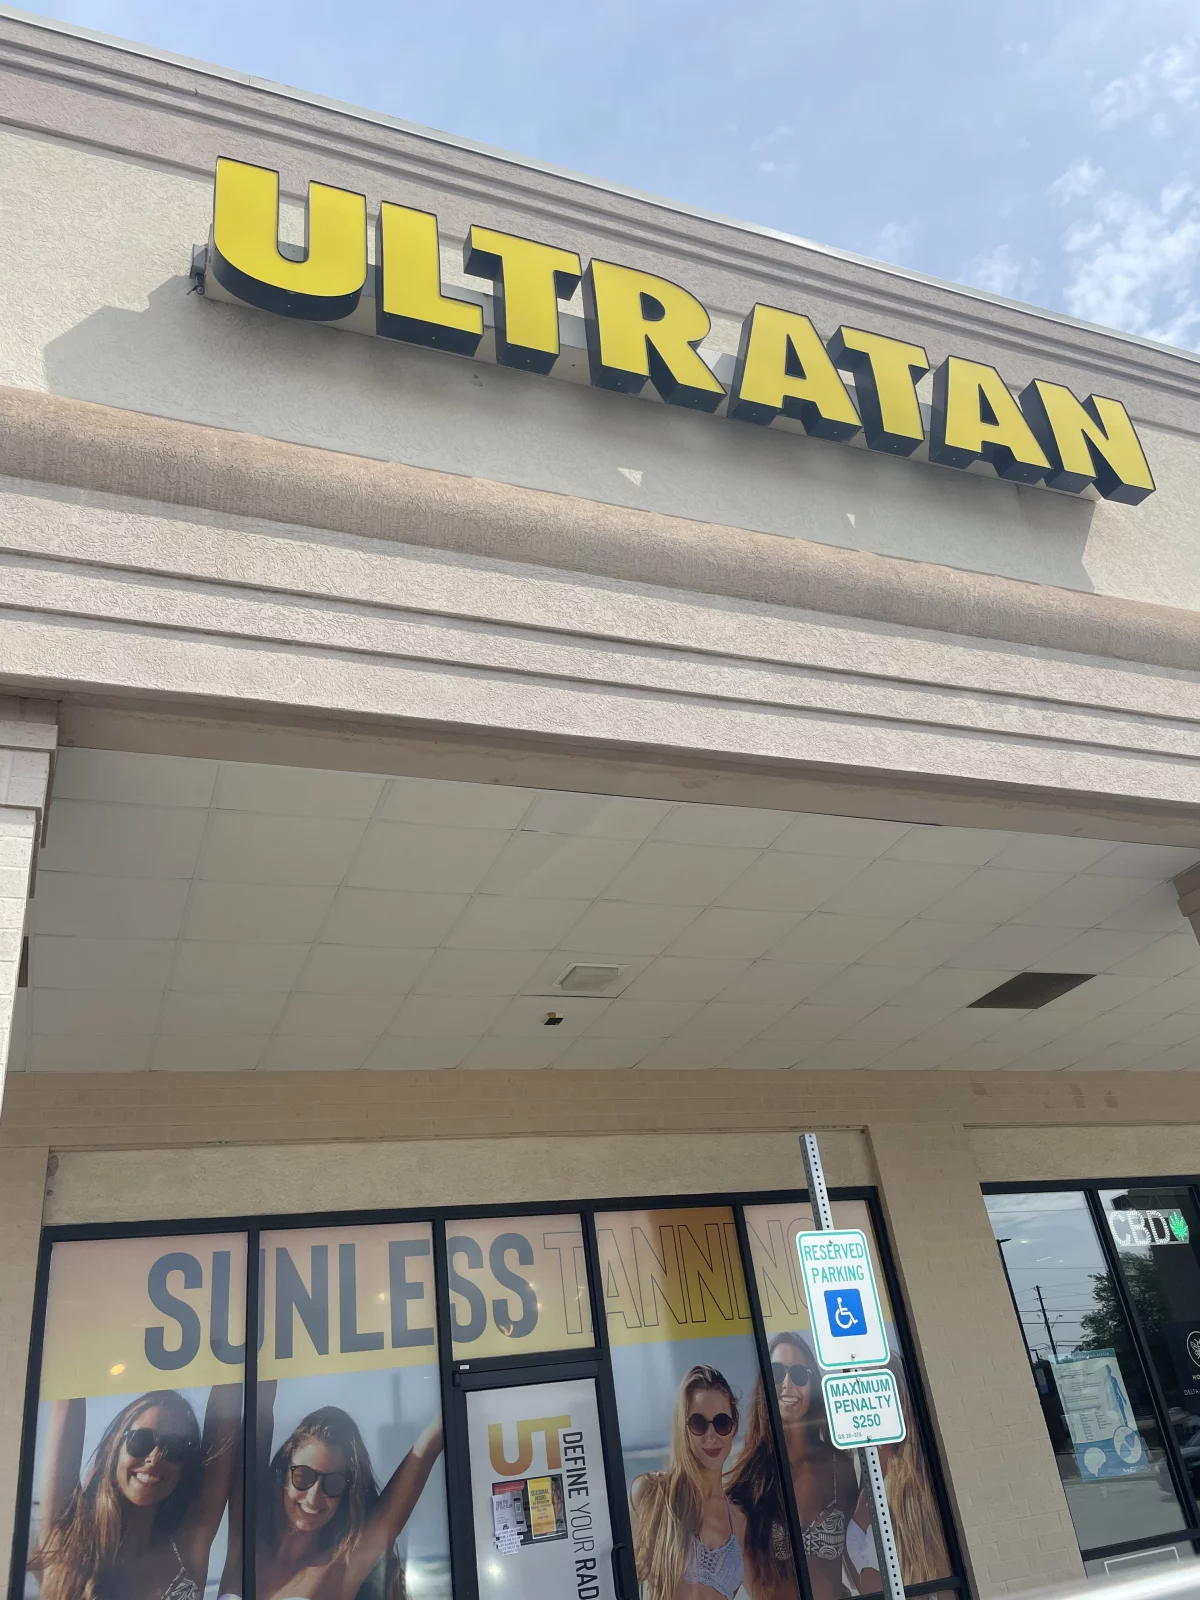 ULTRATAN
SUNLESS TANNING
RESERVED
PARKING
MAXIMUM
PENALTY
$250
CBD
UT
DEFINE YOUR RAD